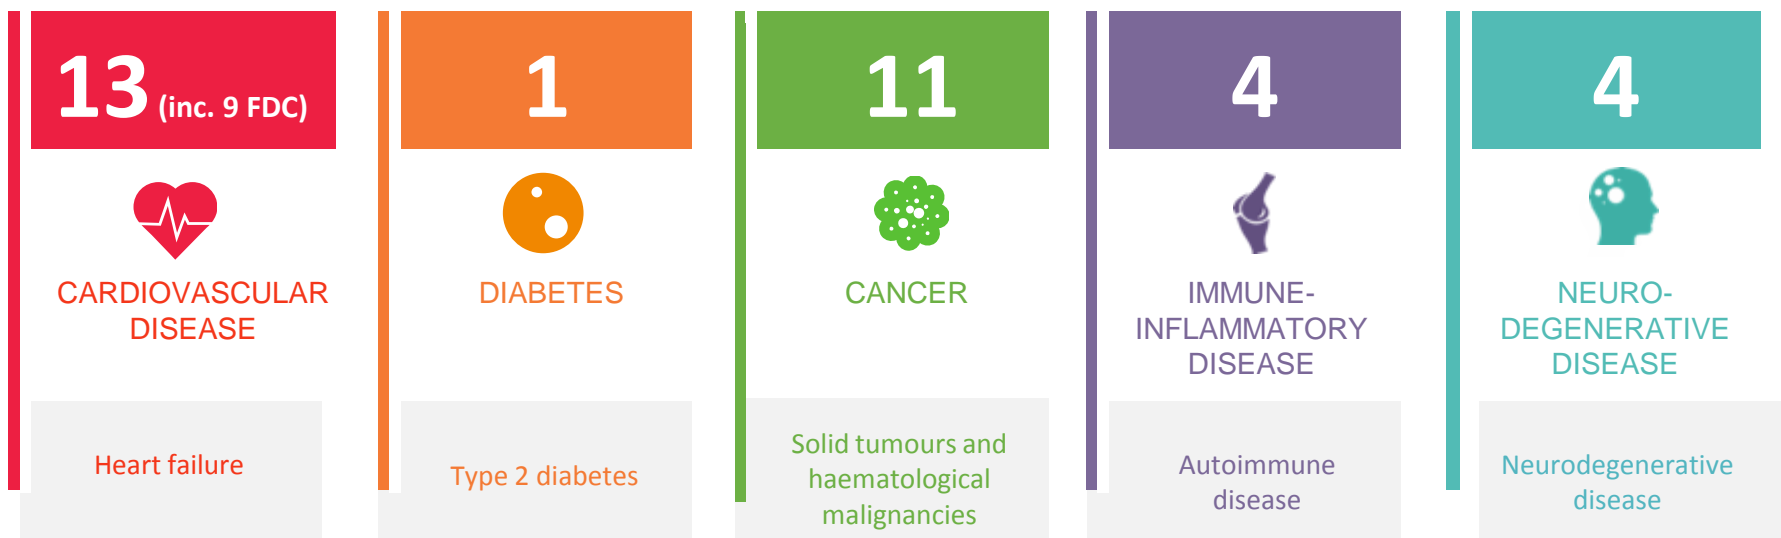 13 (inc. 9 FDC)
CARDIOVASCULAR
DISEASE
Heart failure
1
DIABETES
Type 2 diabetes
11
CANCER
Solid tumours and
haematological
malignancies
4
IMMUNE-
INFLAMMATORY
DISEASE
Autoimmune
disease
4
NEURO-
DEGENERATIVE
DISEASE
Neurodegenerative
disease